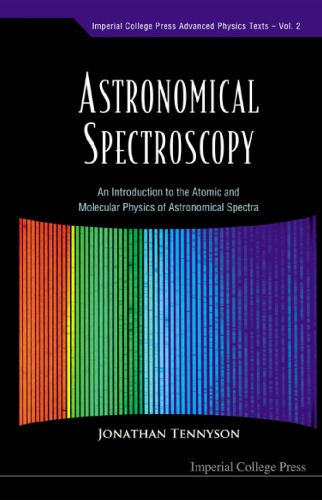 Imperial College Press Advanced Physics Texts – Vol. 2
ASTRONOMICAL
SPECTROSCOPY
An Introduction to the Atomic and
Molecular Physics of Astronomical Spectra
JONATHAN TENNYSON
Imperial College Press